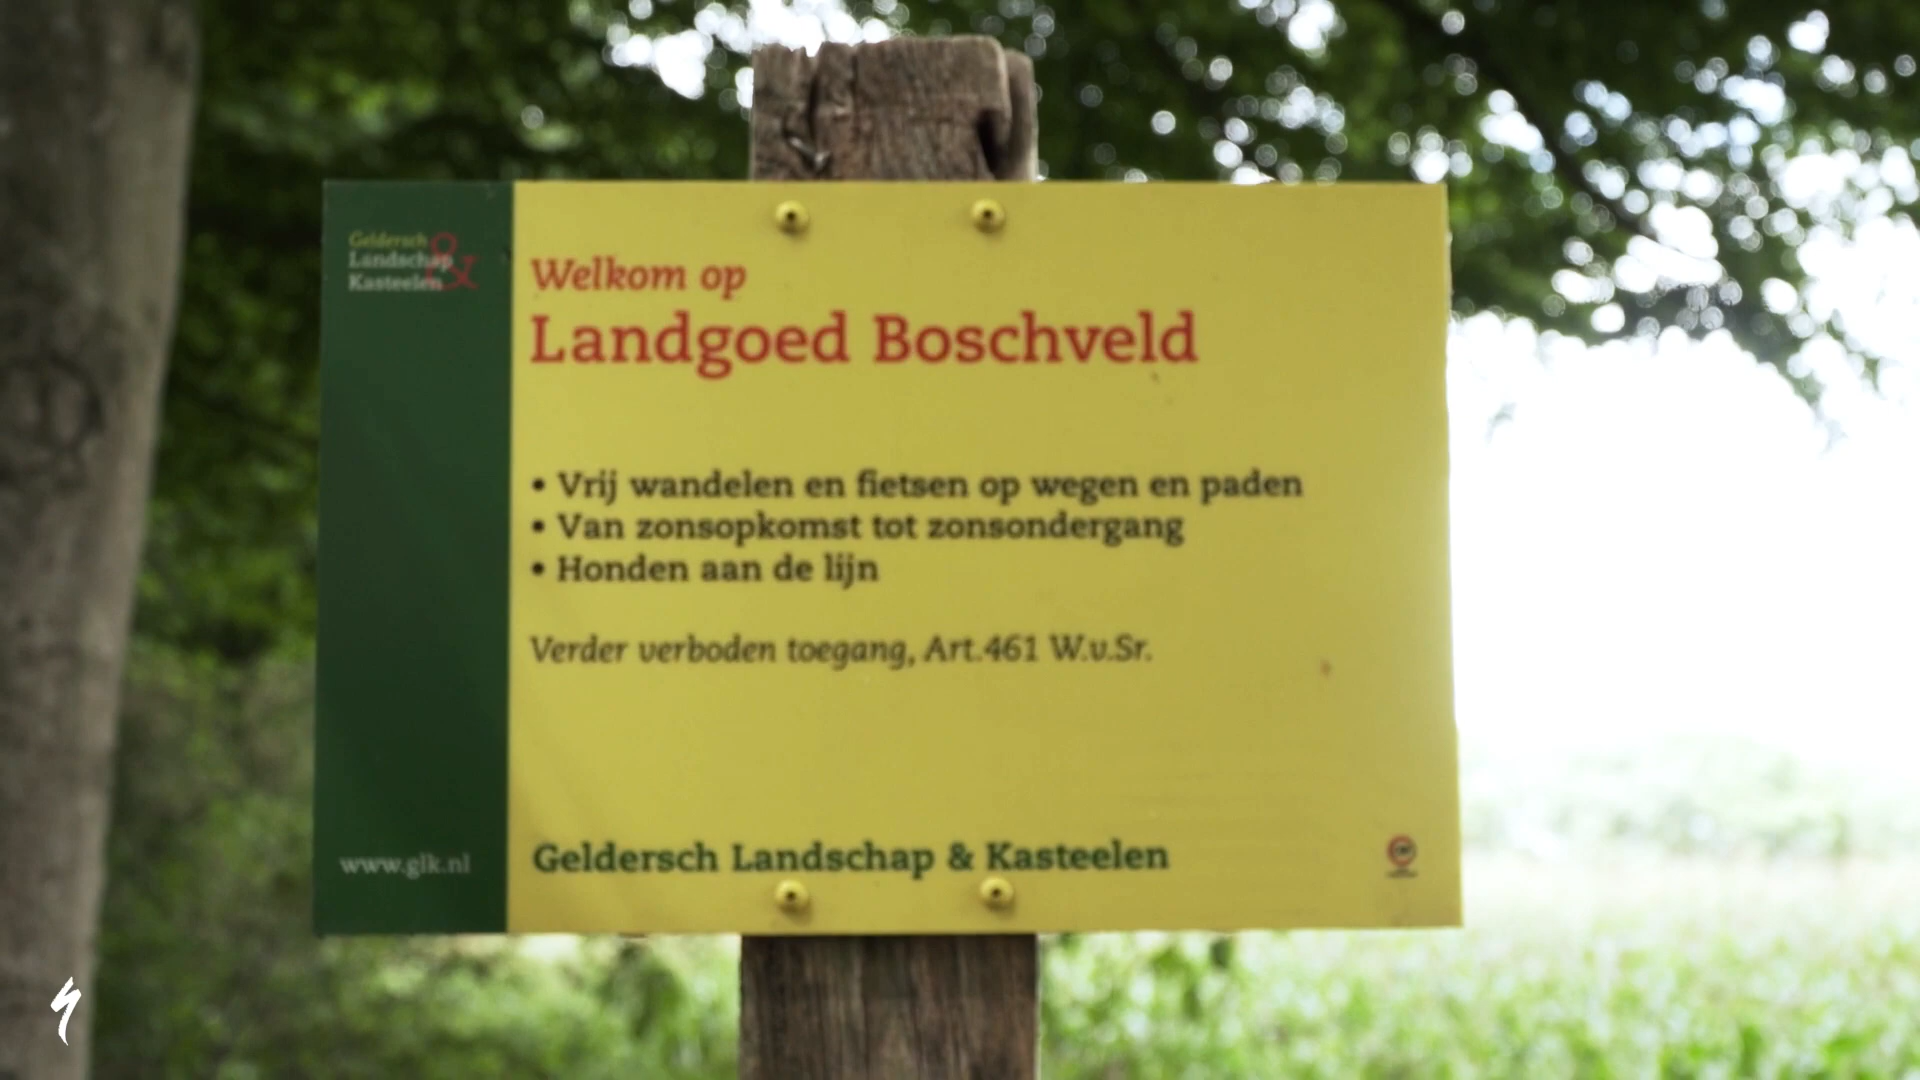 Geldersch
Landschap &
Kasteelen
Welkom op
Landgoed Boschveld
• Vrij wandelen en fietsen op wegen en paden
• Van zonsopkomst tot zonsondergang
• Honden aan de lijn
Verder verboden toegang, Art.461 W.v.Sr.
www.glk.nl
Geldersch Landschap & Kasteelen